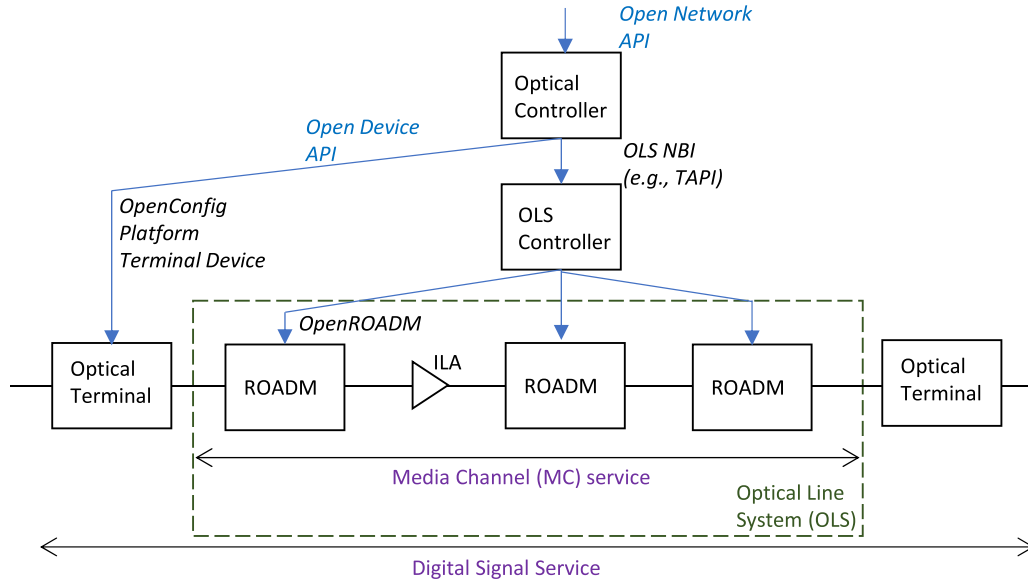 Open Network
API
Optical
Controller
Open Device
API
OLS NBI
(e.g., TAPI)
OpenConfig
Platform
Terminal Device
OLS
Controller
OpenROADM
Optical
Terminal
ROADM
ILA
ROADM
ROADM
Optical
Terminal
Media Channel (MC) service
Optical Line
System (OLS)
Digital Signal Service